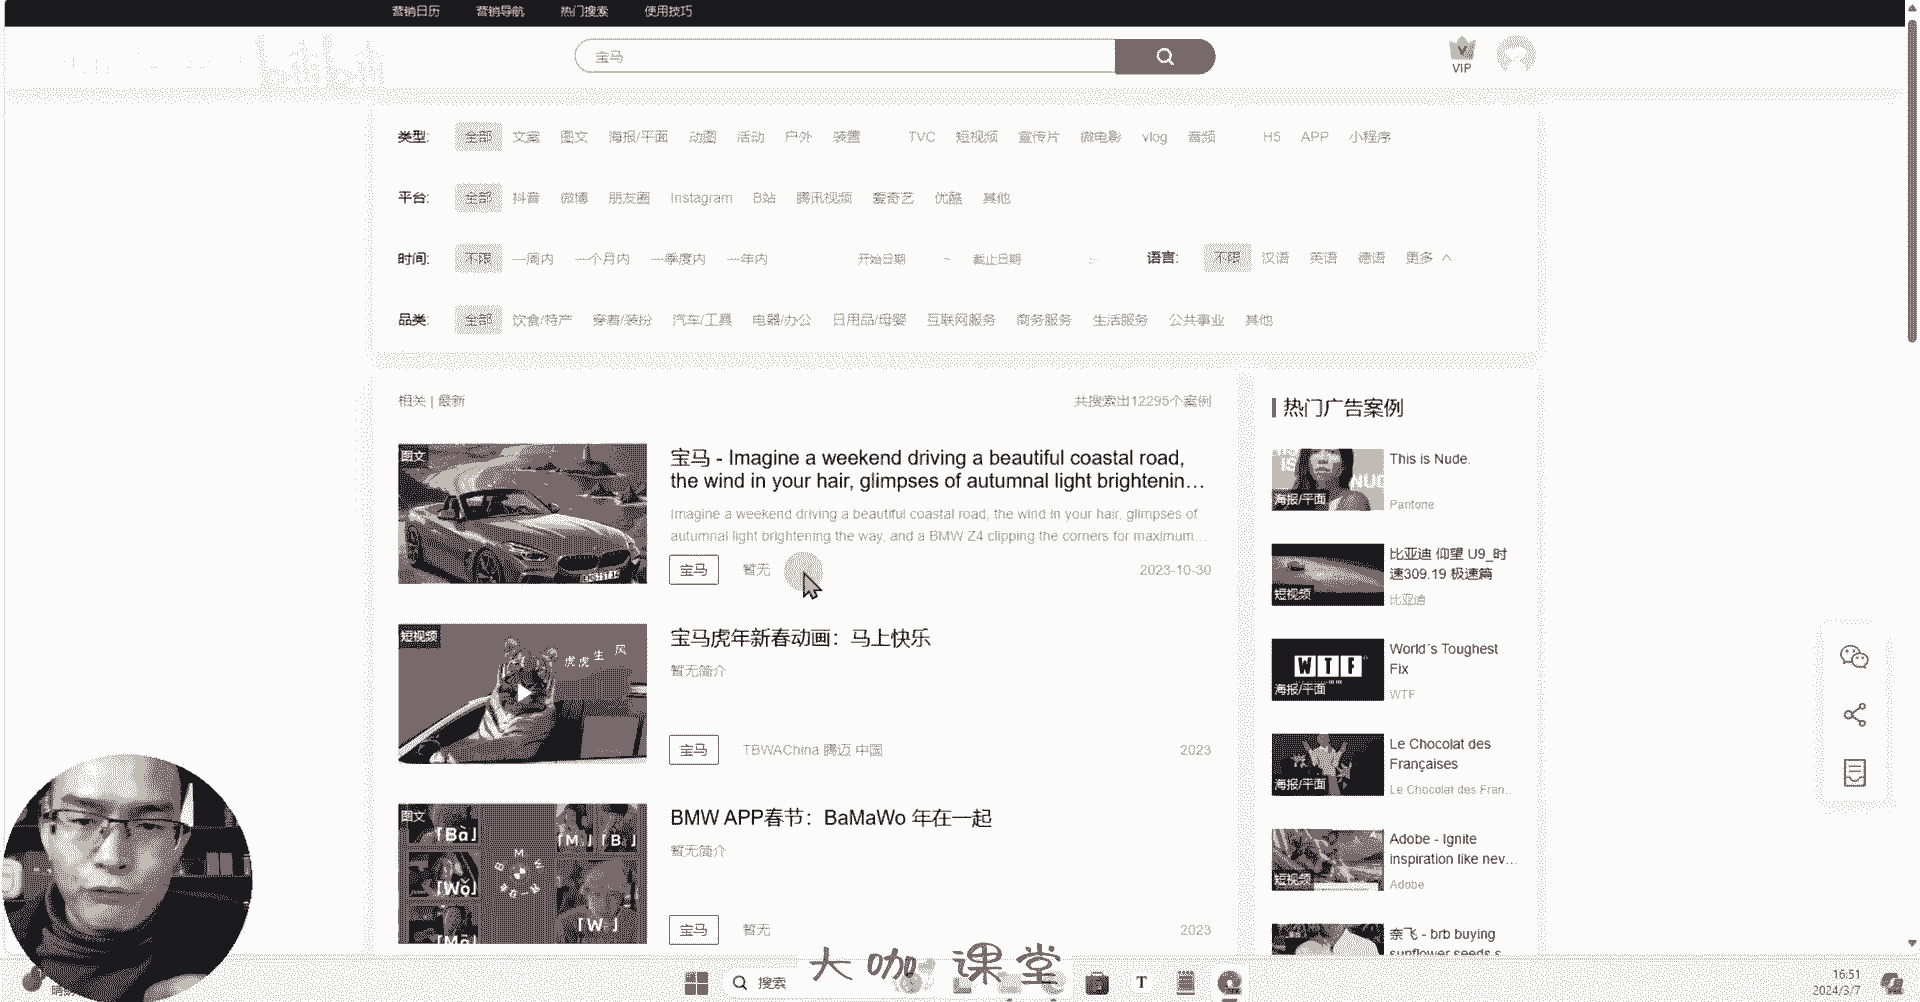 营销日历 营销导航 热门搜索 使用技巧
宝马
VIP
类型: 全部 文案 图文 海报/平面 动图 活动 户外 装置 TVC 短视频 宣传片 微电影 vlog 音频 H5 APP 小程序
平台: 全部 抖音 微博 朋友圈 Instagram B站 腾讯视频 爱奇艺 优酷 其他
时间: 不限 一周内 一个月内 一季度内 一年内 开始日期 ~ 截止日期 语言: 不限 汉语 英语 德语 更多
品类: 全部 饮食/特产 穿着/装扮 汽车/工具 电器/办公 日用品/母婴 互联网服务 商务服务 生活服务 公共事业 其他
相关 | 最新 共搜索出12295个案例
图文
宝马 - Imagine a weekend driving a beautiful coastal road,
the wind in your hair, glimpses of autumnal light brightenin...
Imagine a weekend driving a beautiful coastal road, the wind in your hair, glimpses of
autumnal light brightening the way, and a BMW Z4 clipping the corners for maximum...
宝马 暂无 2023-10-30
短视频
虎虎生风
宝马虎年新春动画：马上快乐
暂无简介
宝马 TBWAChina 腾迈 中国 2023
图文
「Bà」
「M」「B」
「Wǒ」
「W」
BMW APP春节：BaMaWo 年在一起
暂无简介
宝马 暂无 2023
热门广告案例
海报/平面
This is Nude.
Pantone
短视频
比亚迪 仰望 U9_时
速309.19 极速篇
比亚迪
WTF
海报/平面
World´s Toughest
Fix
WTF
海报/平面
Le Chocolat des
Françaises
Le Chocolat des Fran...
短视频
Adobe - Ignite
inspiration like nev...
Adobe
奈飞 - brb buying
sunflower seeds s
大咖课堂
搜索
T
16:51
2024/3/7